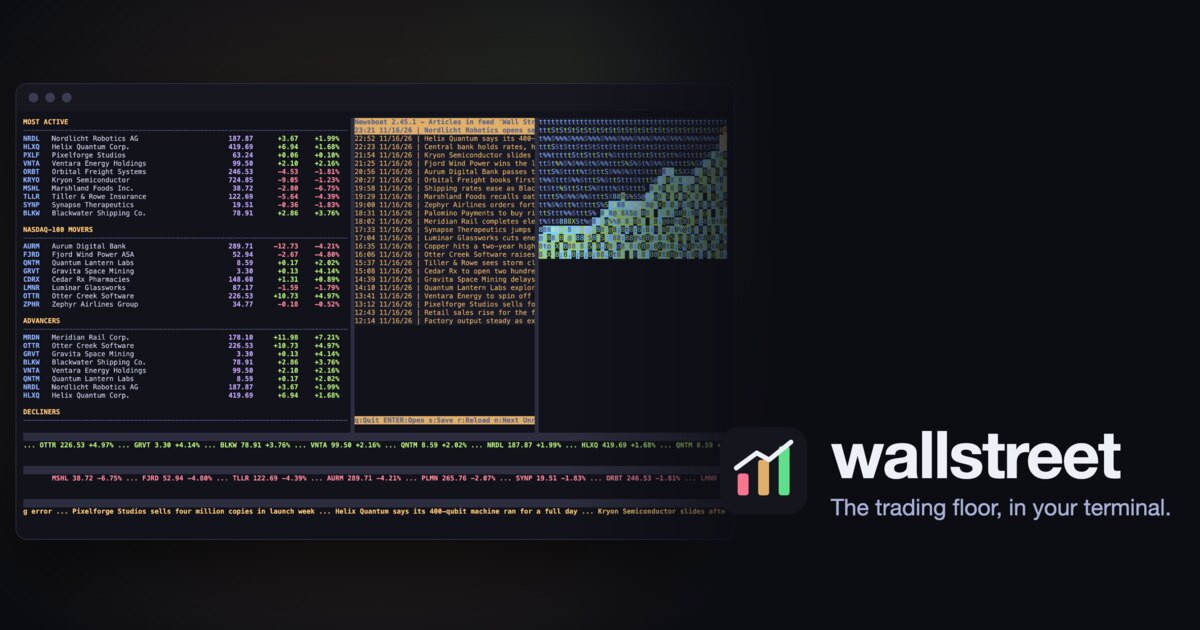 MOST ACTIVE
NRDL Nordlicht Robotics AG 187.87 +3.67 +1.99%
HLXQ Helix Quantum Corp. 419.69 +6.94 +1.68%
PXLF Pixelforge Studios 63.24 +0.06 +0.10%
VNTA Ventara Energy Holdings 99.50 +2.10 +2.16%
ORBT Orbital Freight Systems 246.53 -4.53 -1.81%
KRYO Kryon Semiconductor 724.85 -9.05 -1.23%
MSHL Marshland Foods Inc. 38.72 -2.80 -6.75%
TLLR Tiller & Rowe Insurance 122.69 -5.64 -4.39%
SYNP Synapse Therapeutics 19.51 -0.36 -1.83%
BLKW Blackwater Shipping Co. 78.91 +2.86 +3.76%
NASDAQ-100 MOVERS
AURM Aurum Digital Bank 289.71 -12.73 -4.21%
FJRD Fjord Wind Power ASA 52.94 -2.67 -4.80%
QNTM Quantum Lantern Labs 8.59 +0.17 +2.02%
GRVT Gravita Space Mining 3.30 +0.13 +4.14%
CDRX Cedar Rx Pharmacies 148.60 +1.31 +0.89%
LMNR Luminar Glassworks 87.17 -1.59 -1.79%
OTTR Otter Creek Software 226.53 +10.73 +4.97%
ZPHR Zephyr Airlines Group 34.77 -0.18 -0.52%
ADVANCERS
MRDN Meridian Rail Corp. 178.10 +11.98 +7.21%
OTTR Otter Creek Software 226.53 +10.73 +4.97%
GRVT Gravita Space Mining 3.30 +0.13 +4.14%
BLKW Blackwater Shipping Co. 78.91 +2.86 +3.76%
VNTA Ventara Energy Holdings 99.50 +2.10 +2.16%
QNTM Quantum Lantern Labs 8.59 +0.17 +2.02%
NRDL Nordlicht Robotics AG 187.87 +3.67 +1.99%
HLXQ Helix Quantum Corp. 419.69 +6.94 +1.68%
DECLINERS
Newsboat 2.45.1 - Articles in feed 'Wall Str
23:21 11/16/26 | Nordlicht Robotics opens se
22:52 11/16/26 | Helix Quantum says its 400-
22:23 11/16/26 | Central bank holds rates, h
21:54 11/16/26 | Kryon Semiconductor slides
21:25 11/16/26 | Fjord Wind Power wins the l
20:56 11/16/26 | Aurum Digital Bank passes t
20:27 11/16/26 | Orbital Freight books first
19:58 11/16/26 | Shipping rates ease as Blac
19:29 11/16/26 | Marshland Foods recalls oat
19:00 11/16/26 | Zephyr Airlines orders fort
18:31 11/16/26 | Palomino Payments to buy ri
18:02 11/16/26 | Meridian Rail completes ele
17:33 11/16/26 | Synapse Therapeutics jumps
17:04 11/16/26 | Luminar Glassworks cuts ene
16:35 11/16/26 | Copper hits a two-year high
16:06 11/16/26 | Otter Creek Software raises
15:37 11/16/26 | Tiller & Rowe sees storm cl
15:08 11/16/26 | Cedar Rx to open two hundre
14:39 11/16/26 | Gravita Space Mining delays
14:10 11/16/26 | Quantum Lantern Labs explor
13:41 11/16/26 | Ventara Energy to spin off
13:12 11/16/26 | Pixelforge Studios sells fo
12:43 11/16/26 | Retail sales rise for the f
12:14 11/16/26 | Factory output steady as ex
q:Quit ENTER:Open s:Save r:Reload n:Next Unr
... OTTR 226.53 +4.97% ... GRVT 3.30 +4.14% ... BLKW 78.91 +3.76% ... VNTA 99.50 +2.16% ... QNTM 8.59 +2.02% ... NRDL 187.87 +1.99% ... HLXQ 419.69 +1.68% ... QNTM 8.59 +
MSHL 38.72 -6.75% ... FJRD 52.94 -4.80% ... TLLR 122.69 -4.39% ... AURM 289.71 -4.21% ... PLMN 265.76 -2.07% ... SYNP 19.51 -1.83% ... ORBT 246.53 -1.81% ... LMNR
g error ... Pixelforge Studios sells four million copies in launch week ... Helix Quantum says its 400-qubit machine ran for a full day ... Kryon Semiconductor slides afte
wallstreet
The trading floor, in your terminal.